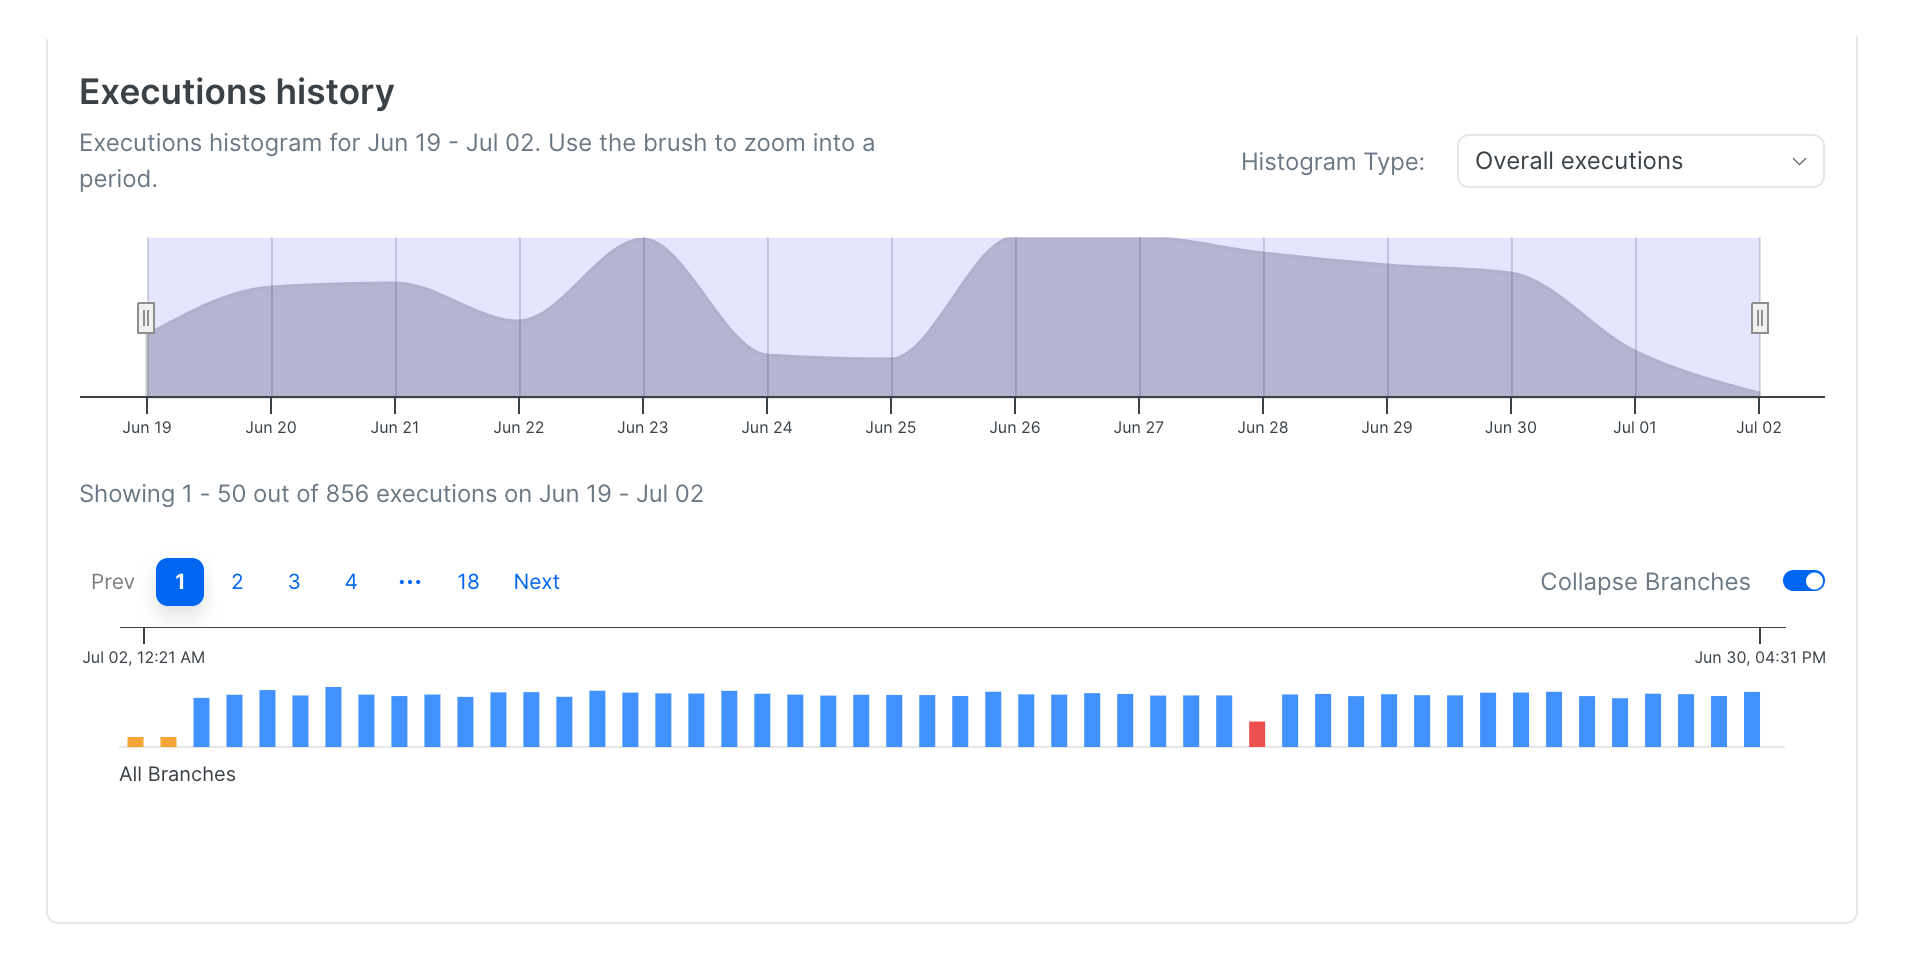 Executions history
Executions histogram for Jun 19 - Jul 02. Use the brush to zoom into a
period.
Histogram Type:
Overall executions
Jun 19
Jun 20
Jun 21
Jun 22
Jun 23
Jun 24
Jun 25
Jun 26
Jun 27
Jun 28
Jun 29
Jun 30
Jul 01
Jul 02
Showing 1 - 50 out of 856 executions on Jun 19 - Jul 02
Prev 1 2 3 4 ··· 18 Next
Collapse Branches
Jul 02, 12:21 AM
Jun 30, 04:31 PM
All Branches